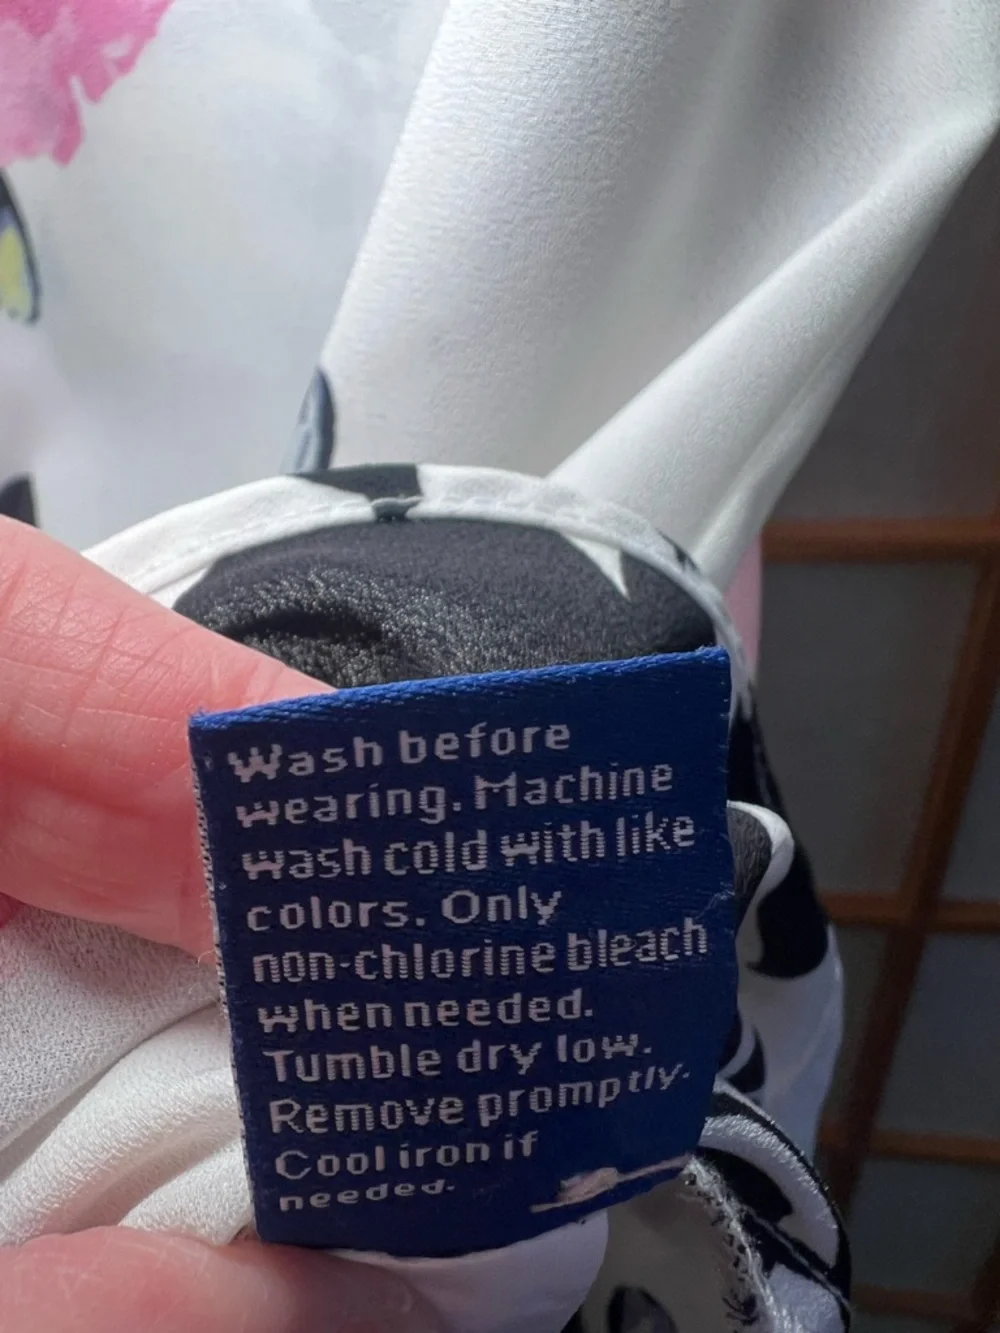 Wash before
wearing. Machine
wash cold with like
colors. Only
non-chlorine bleach
when needed.
Tumble dry low.
Remove promptly.
Cool iron if
needed.